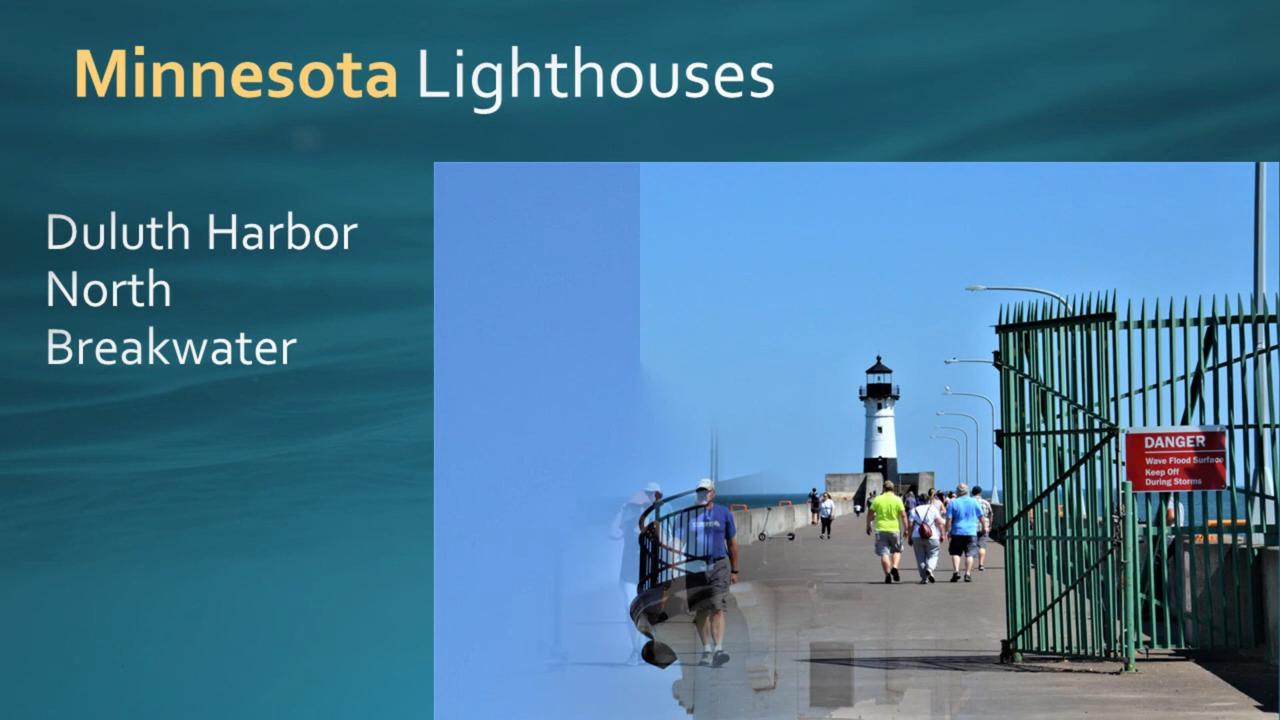 Minnesota Lighthouses
Duluth Harbor
North
Breakwater
DANGER
Wave Flood Surface
Keep Off
During Storms